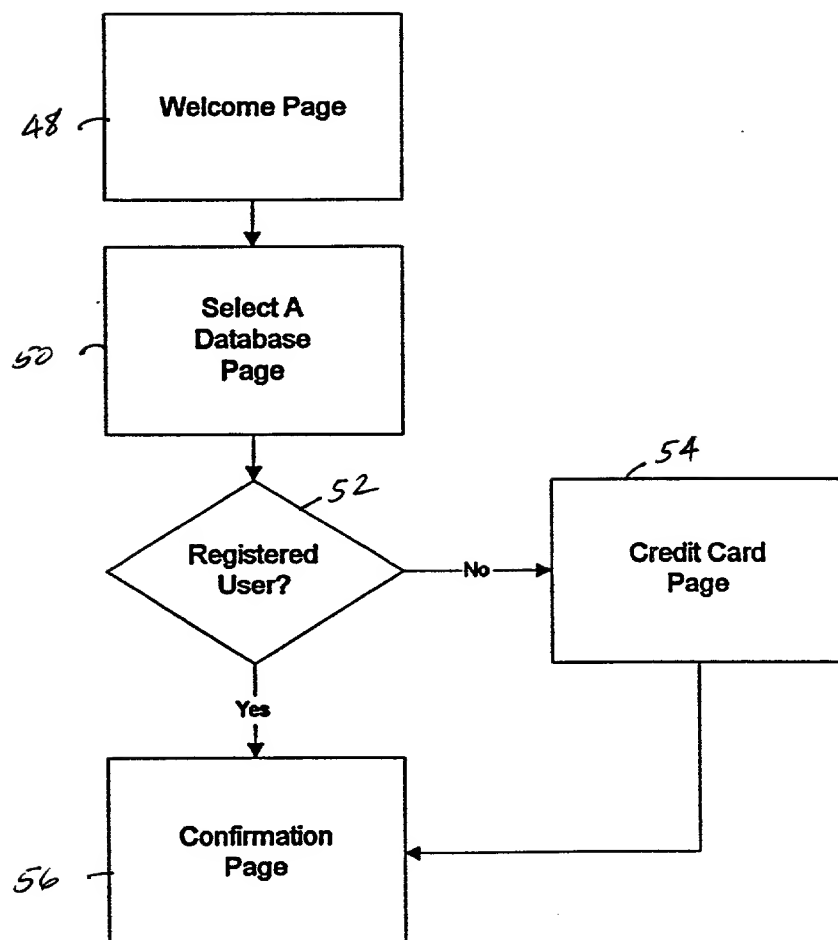 Welcome Page
48
Select A
Database
Page
50
52
Registered
User?
No
54
Credit Card
Page
Yes
Confirmation
Page
56